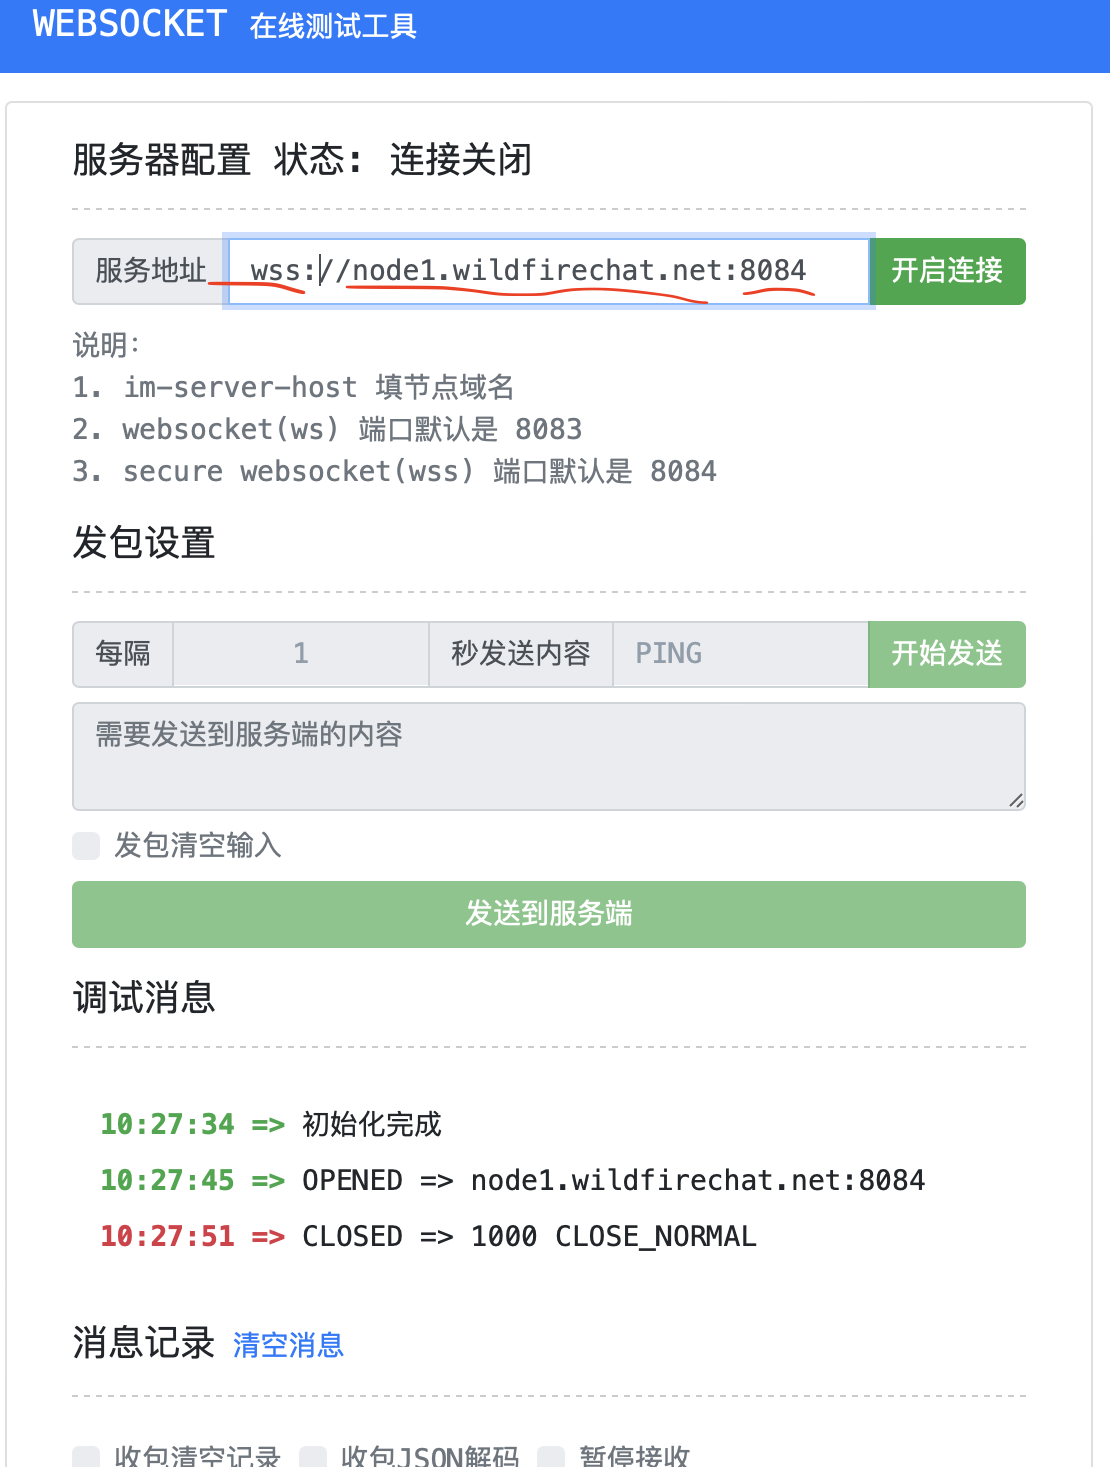 WEBSOCKET 在线测试工具
服务器配置 状态: 连接关闭
服务地址 wss://node1.wildfirechat.net:8084 开启连接
说明:
1. im-server-host 填节点域名
2. websocket(ws) 端口默认是 8083
3. secure websocket(wss) 端口默认是 8084
发包设置
每隔 1 秒发送内容 PING 开始发送
需要发送到服务端的内容
发包清空输入
发送到服务端
调试消息
10:27:34 => 初始化完成
10:27:45 => OPENED => node1.wildfirechat.net:8084
10:27:51 => CLOSED => 1000 CLOSE_NORMAL
消息记录 清空消息
收包清空记录 收包JSON解码 暂停接收